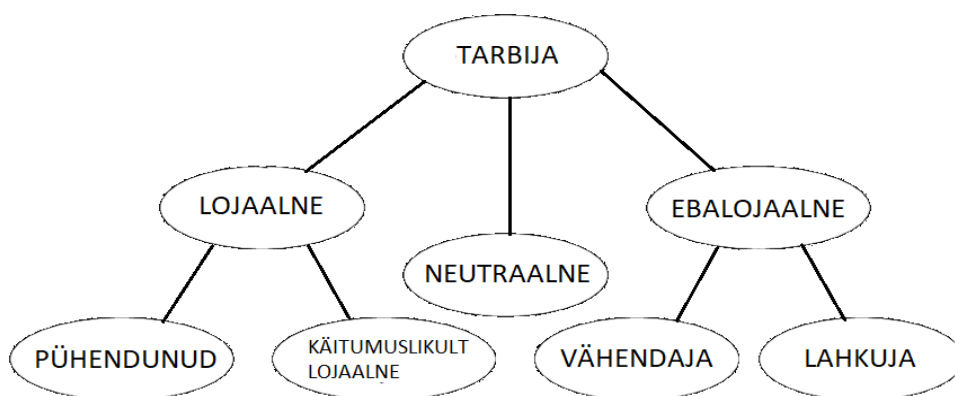 TARBIJA
LOJAALNE
EBALOJAALNE
NEUTRAALNE
PÜHENDUNUD
KÄITUMUSLIKULT
LOJAALNE
VÄHENDAJA
LAHKUJA